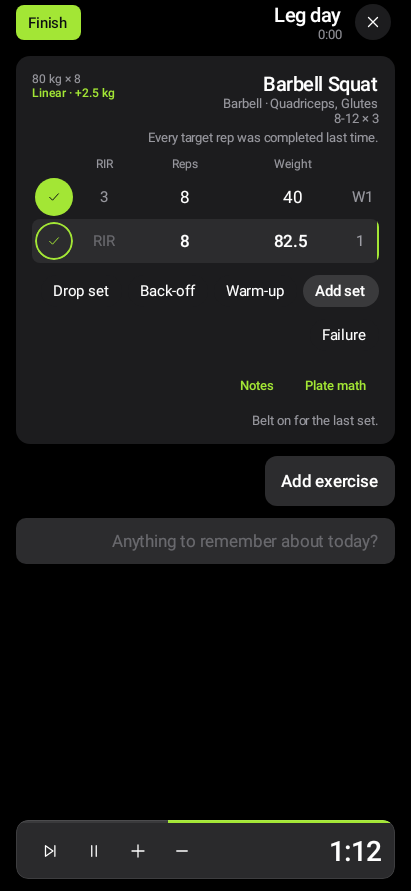 Finish
Leg day
0:00
80 kg × 8
Linear · +2.5 kg
Barbell Squat
Barbell · Quadriceps, Glutes
8-12 × 3
Every target rep was completed last time.
RIR Reps Weight
3 8 40 W1
RIR 8 82.5 1
Drop set Back-off Warm-up Add set
Failure
Notes Plate math
Belt on for the last set.
Add exercise
Anything to remember about today?
1:12